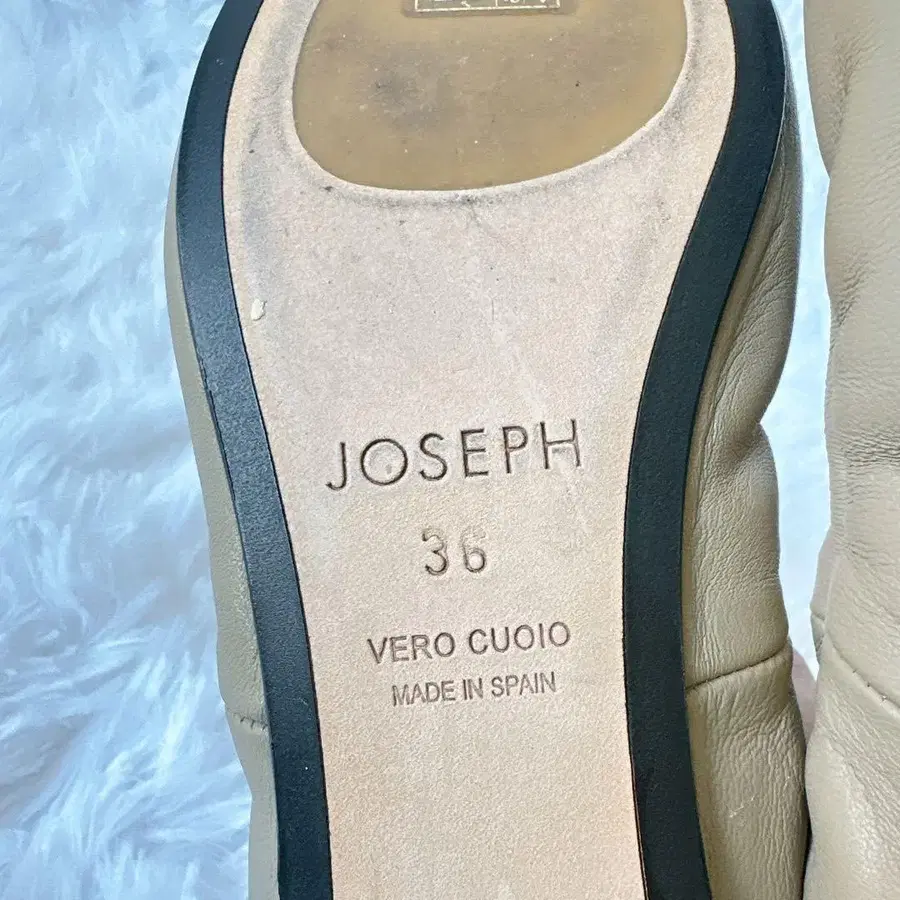 JOSEPH
36
VERO CUOIO
MADE IN SPAIN